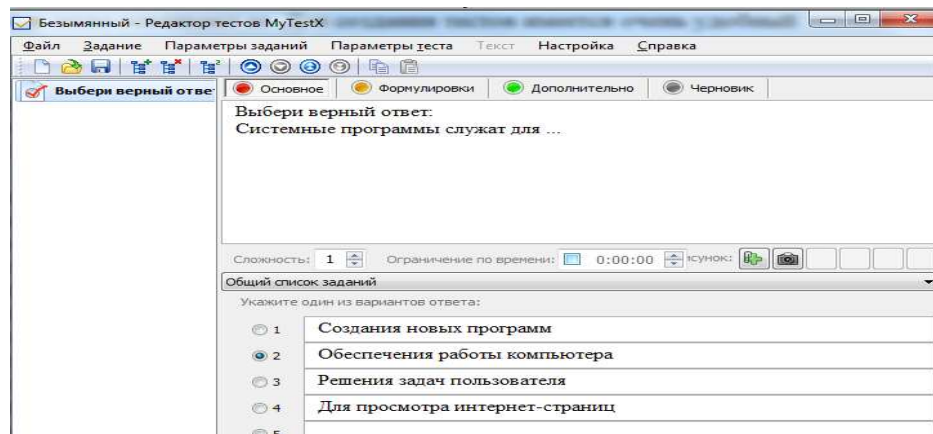 Безымянный - Редактор тестов MyTestX
Файл Задание Параметры заданий Параметры теста Текст Настройка Справка
Выбери верный отве
Основное Формулировки Дополнительно Черновик
Выбери верный ответ:
Системные программы служат для ...
Сложность: 1 Ограничение по времени: 0:00:00 исунок:
Общий список заданий
Укажите один из вариантов ответа:
1 Создания новых программ
2 Обеспечения работы компьютера
3 Решения задач пользователя
4 Для просмотра интернет-страниц
5